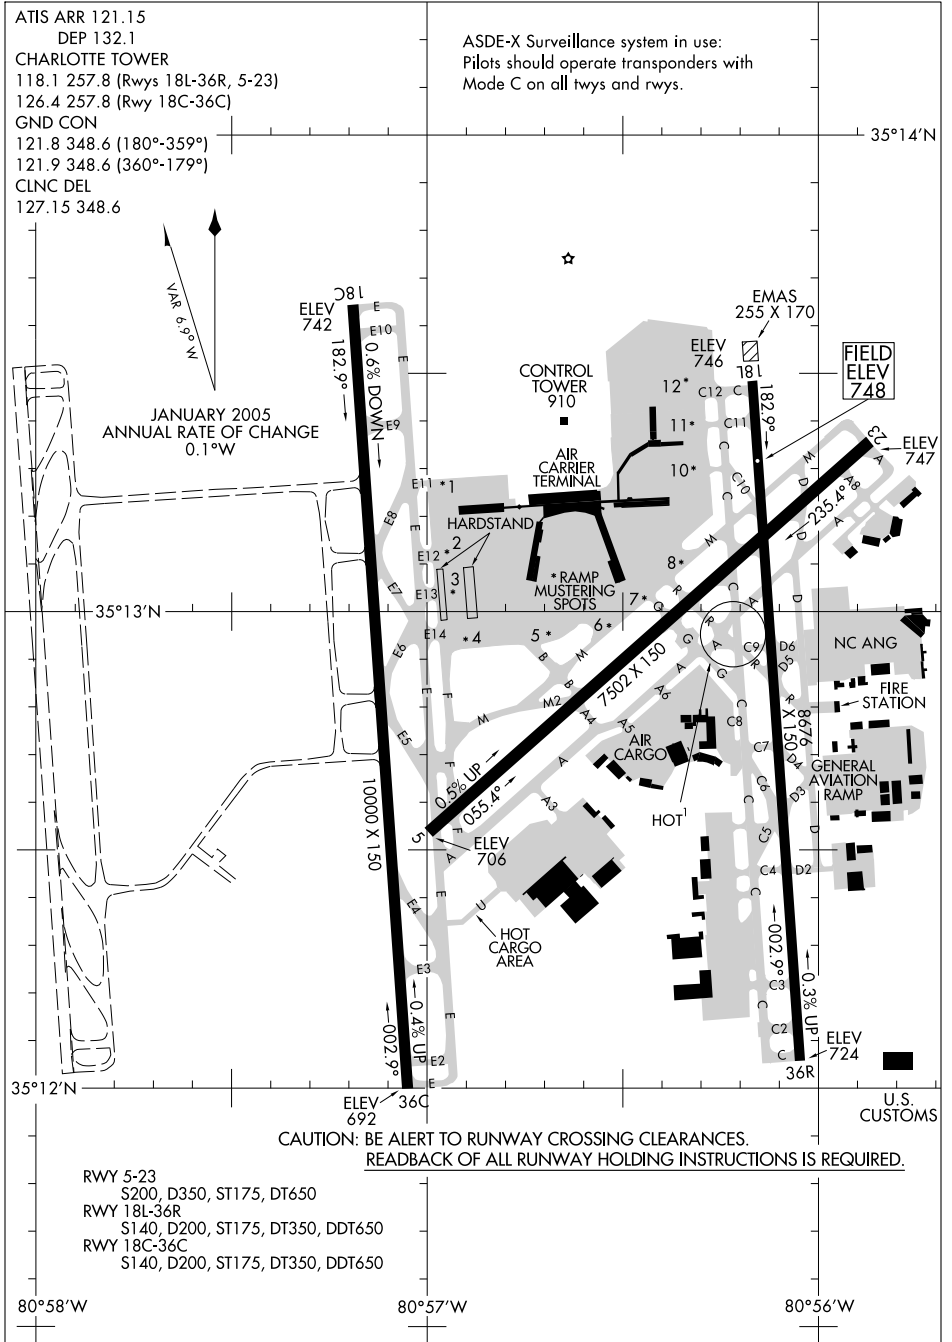 ATIS ARR 121.15
DEP 132.1
CHARLOTTE TOWER
118.1 257.8 (Rwys 18L-36R, 5-23)
126.4 257.8 (Rwy 18C-36C)
GND CON
121.8 348.6 (180°-359°)
121.9 348.6 (360°-179°)
CLNC DEL
127.15 348.6
ASDE-X Surveillance system in use:
Pilots should operate transponders with
Mode C on all twys and rwys.
35°14'N
VAR 6.9° W
JANUARY 2005
ANNUAL RATE OF CHANGE
0.1°W
ELEV
742
18C
182.9°
0.6% DOWN
E
E10
E
E9
E11
* 1
E8
E
E12
2
*
E7
E13
3
*
E14
* 4
E6
HARDSTAND
CONTROL
TOWER
910
AIR
CARRIER
TERMINAL
* RAMP
MUSTERING
SPOTS
5 *
6 *
7 *
8 *
10 *
11 *
12 *
EMAS
255 X 170
ELEV
746
18L
182.9°
FIELD
ELEV
748
C12
C
C11
C
C10
C
M
D
A8
23
A
ELEV
747
235.4°
A
D
M
R
Q
C
A
R
A
G
G
D
C9
D6
D5
R
R
NC ANG
FIRE
STATION
35°13'N
B
M
B
M2
M
F
E
E5
F
7502 X 150
A
A6
A5
A4
A
A3
0.5% UP
055.4°
5
F
A
ELEV
706
AIR
CARGO
HOT 1
C
C8
C7
8676
X 150
D4
C6
D3
C
C5
D
C4
D2
C
GENERAL
AVIATION
RAMP
10000 X 150
E4
E
U
HOT
CARGO
AREA
E3
0.4% UP
002.9°
E
E2
E
36C
ELEV
692
002.9°
0.3% UP
C3
C
C2
C
36R
ELEV
724
U.S.
CUSTOMS
35°12'N
CAUTION: BE ALERT TO RUNWAY CROSSING CLEARANCES.
READBACK OF ALL RUNWAY HOLDING INSTRUCTIONS IS REQUIRED.
RWY 5-23
S200, D350, ST175, DT650
RWY 18L-36R
S140, D200, ST175, DT350, DDT650
RWY 18C-36C
S140, D200, ST175, DT350, DDT650
80°58'W
80°57'W
80°56'W